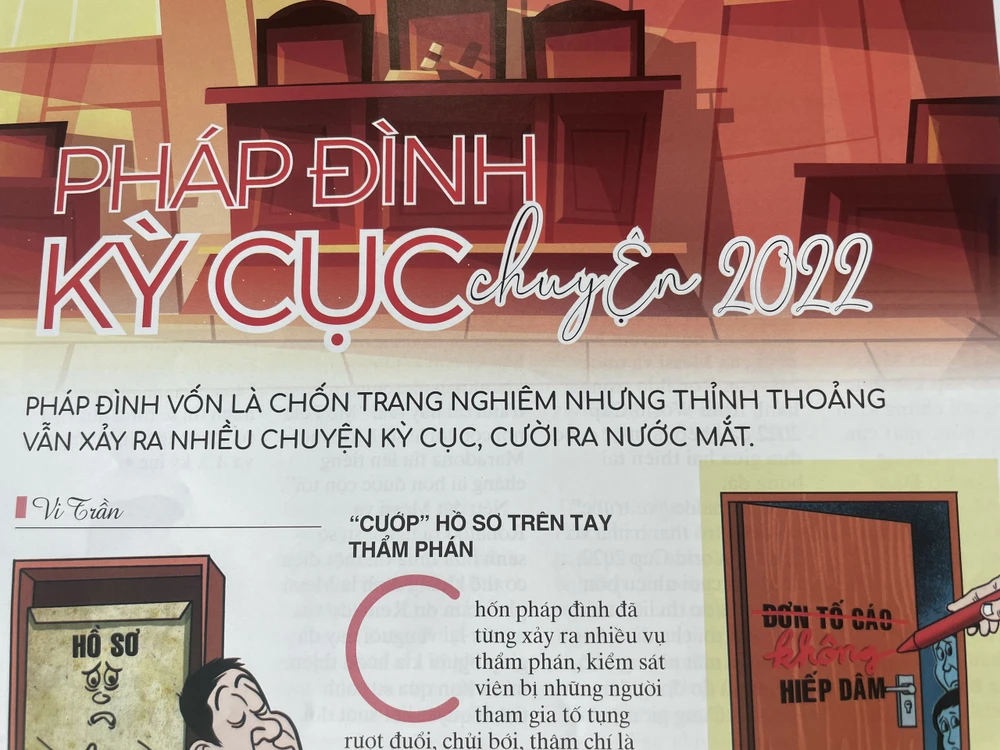 PHÁP ĐÌNH
KỲ CỤC chuyện 2022
PHÁP ĐÌNH VỐN LÀ CHỐN TRANG NGHIÊM NHƯNG THỈNH THOẢNG
VẪN XẢY RA NHIỀU CHUYỆN KỲ CỤC, CƯỜI RA NƯỚC MẮT.
Vi Trần
“CƯỚP” HỒ SƠ TRÊN TAY
THẨM PHÁN
Chốn pháp đình đã
từng xảy ra nhiều vụ
thẩm phán, kiểm sát
viên bị những người
tham gia tố tụng
rượt đuổi, chửi bới, thậm chí là
HỒ SƠ
ĐƠN TỐ CÁO
không
HIẾP DÂM